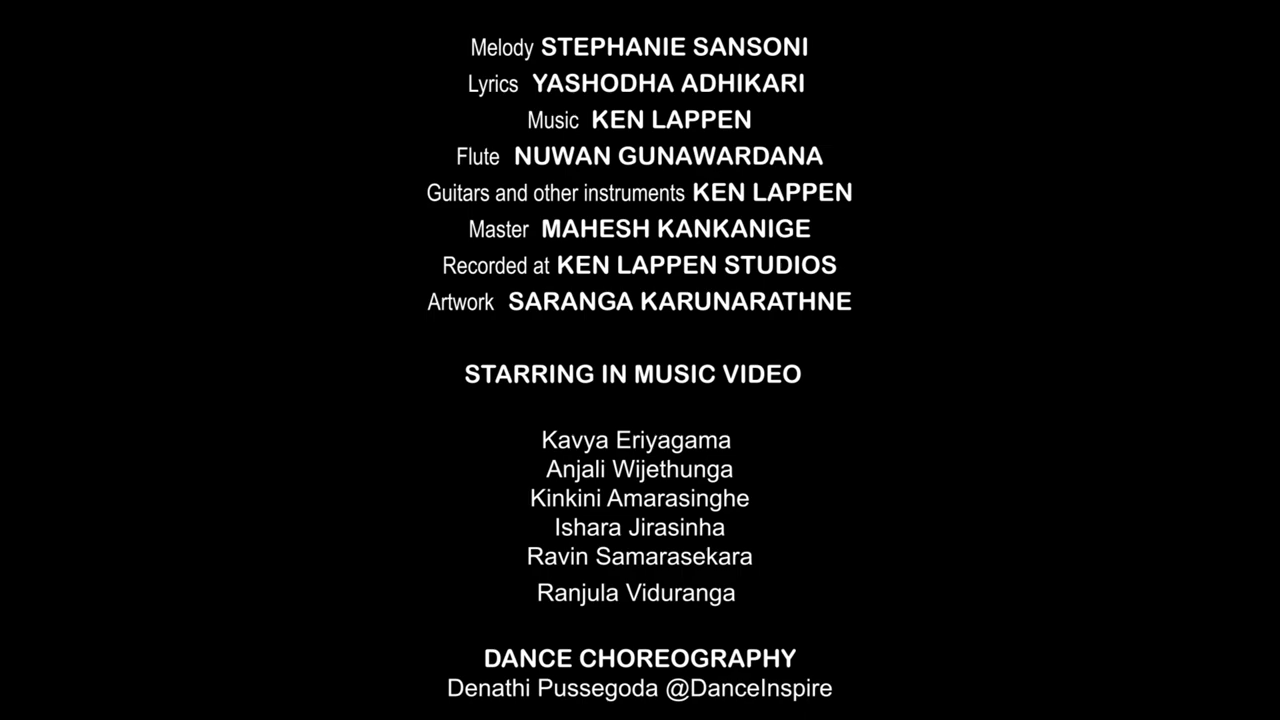 Melody STEPHANIE SANSONI
Lyrics YASHODHA ADHIKARI
Music KEN LAPPEN
Flute NUWAN GUNAWARDANA
Guitars and other instruments KEN LAPPEN
Master MAHESH KANKANIGE
Recorded at KEN LAPPEN STUDIOS
Artwork SARANGA KARUNARATHNE
STARRING IN MUSIC VIDEO
Kavya Eriyagama
Anjali Wijethunga
Kinkini Amarasinghe
Ishara Jirasinha
Ravin Samarasekara
Ranjula Viduranga
DANCE CHOREOGRAPHY
Denathi Pussegoda @DanceInspire